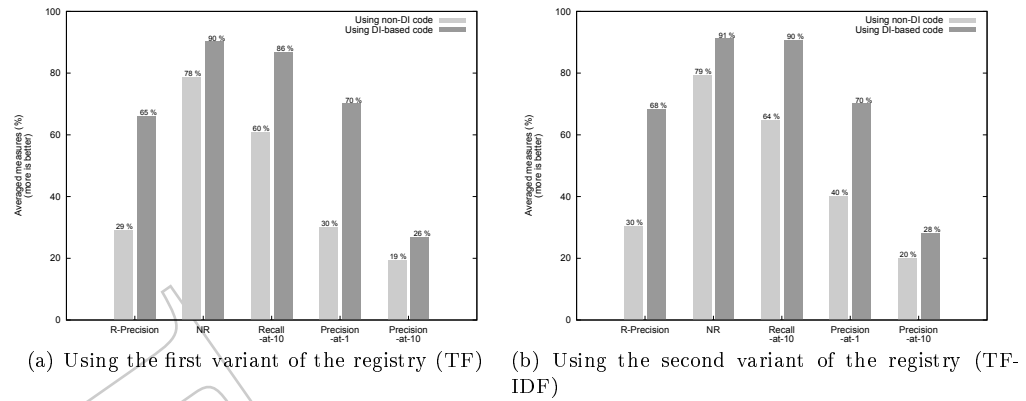 100
80
60
40
20
0
Averaged measures (%)
(more is better)
Using non-DI code
Using DI-based code
29 %
65 %
78 %
90 %
60 %
86 %
30 %
70 %
19 %
26 %
R-Precision
NR
Recall
-at-10
Precision
-at-1
Precision
-at-10
(a) Using the first variant of the registry (TF)
100
80
60
40
20
0
Averaged measures (%)
(more is better)
Using non-DI code
Using DI-based code
30 %
68 %
79 %
91 %
64 %
90 %
40 %
70 %
20 %
28 %
R-Precision
NR
Recall
-at-10
Precision
-at-1
Precision
-at-10
(b) Using the second variant of the registry (TF-
IDF)